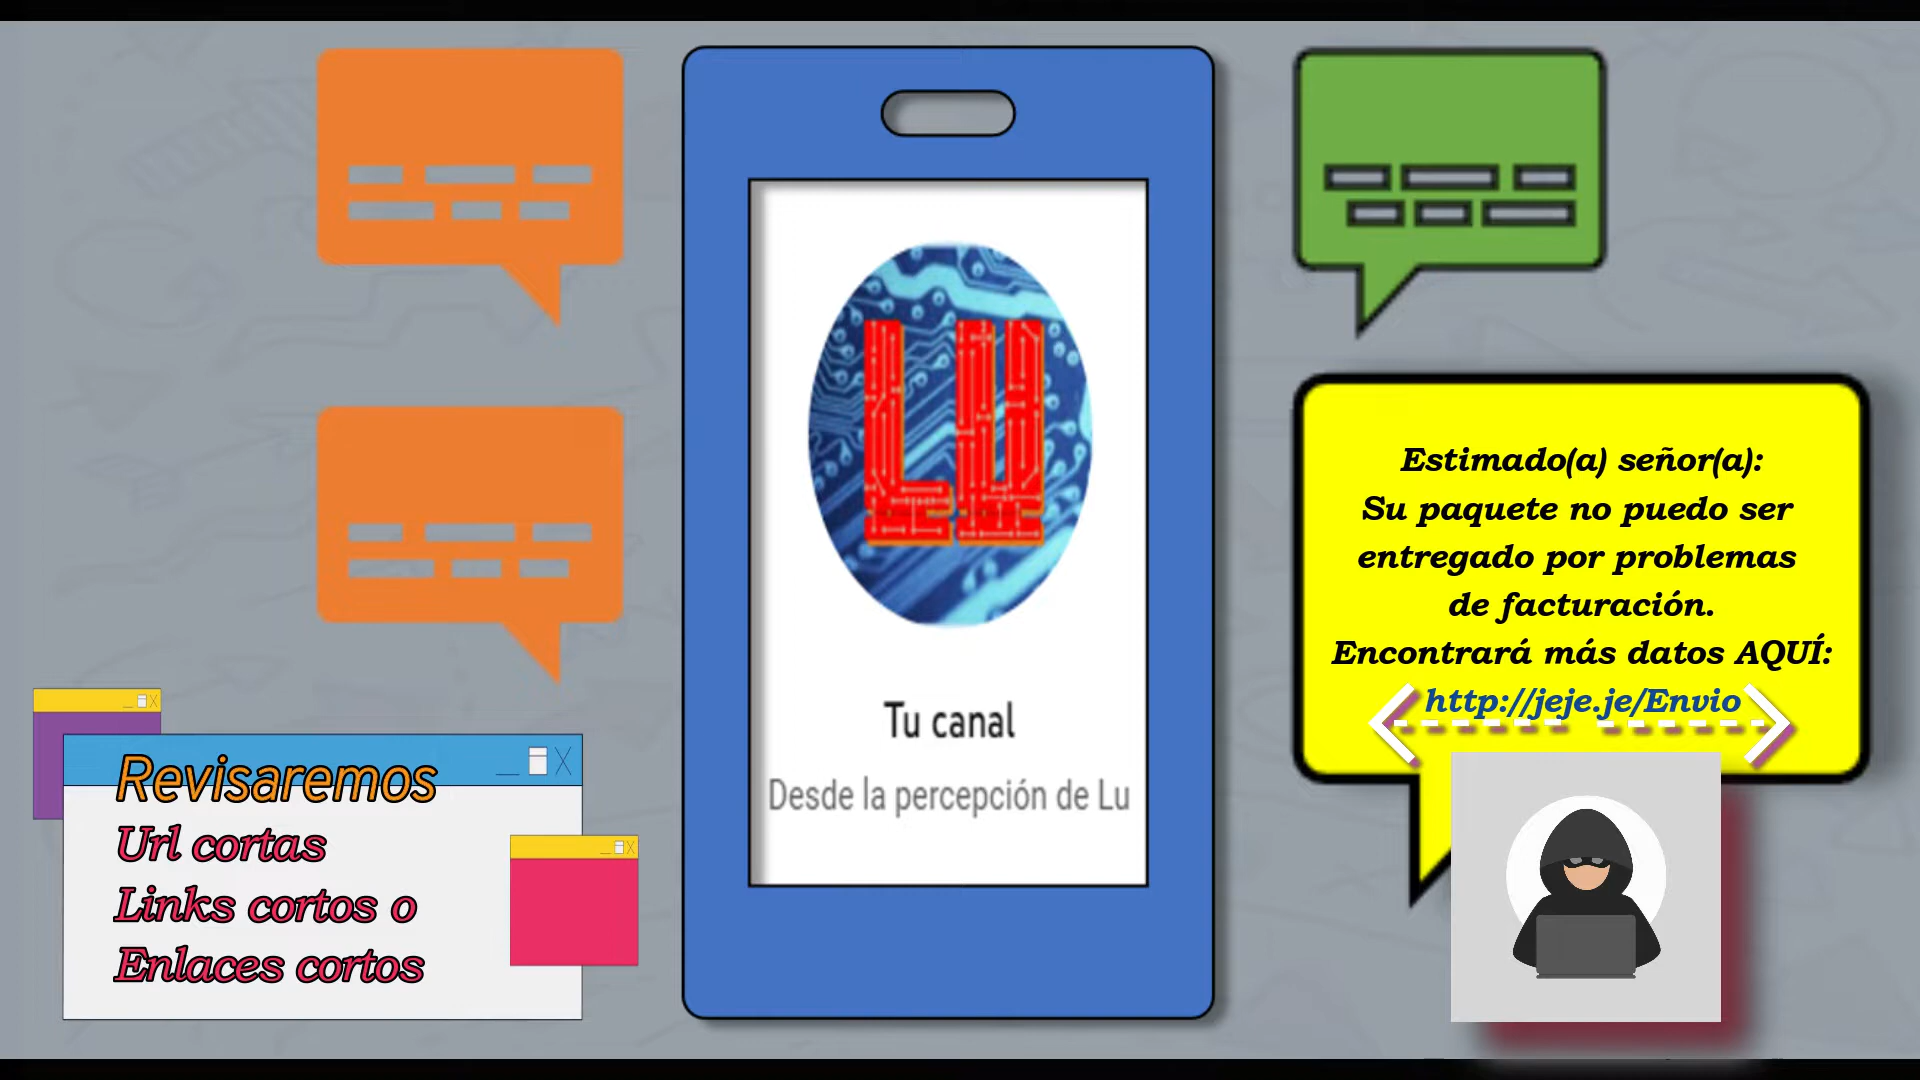 LU
Tu canal
Desde la percepción de Lu
Estimado(a) señor(a):
Su paquete no puedo ser
entregado por problemas
de facturación.
Encontrará más datos AQUÍ:
http://jeje.je/Envio
Revisaremos
Url cortas
Links cortos o
Enlaces cortos